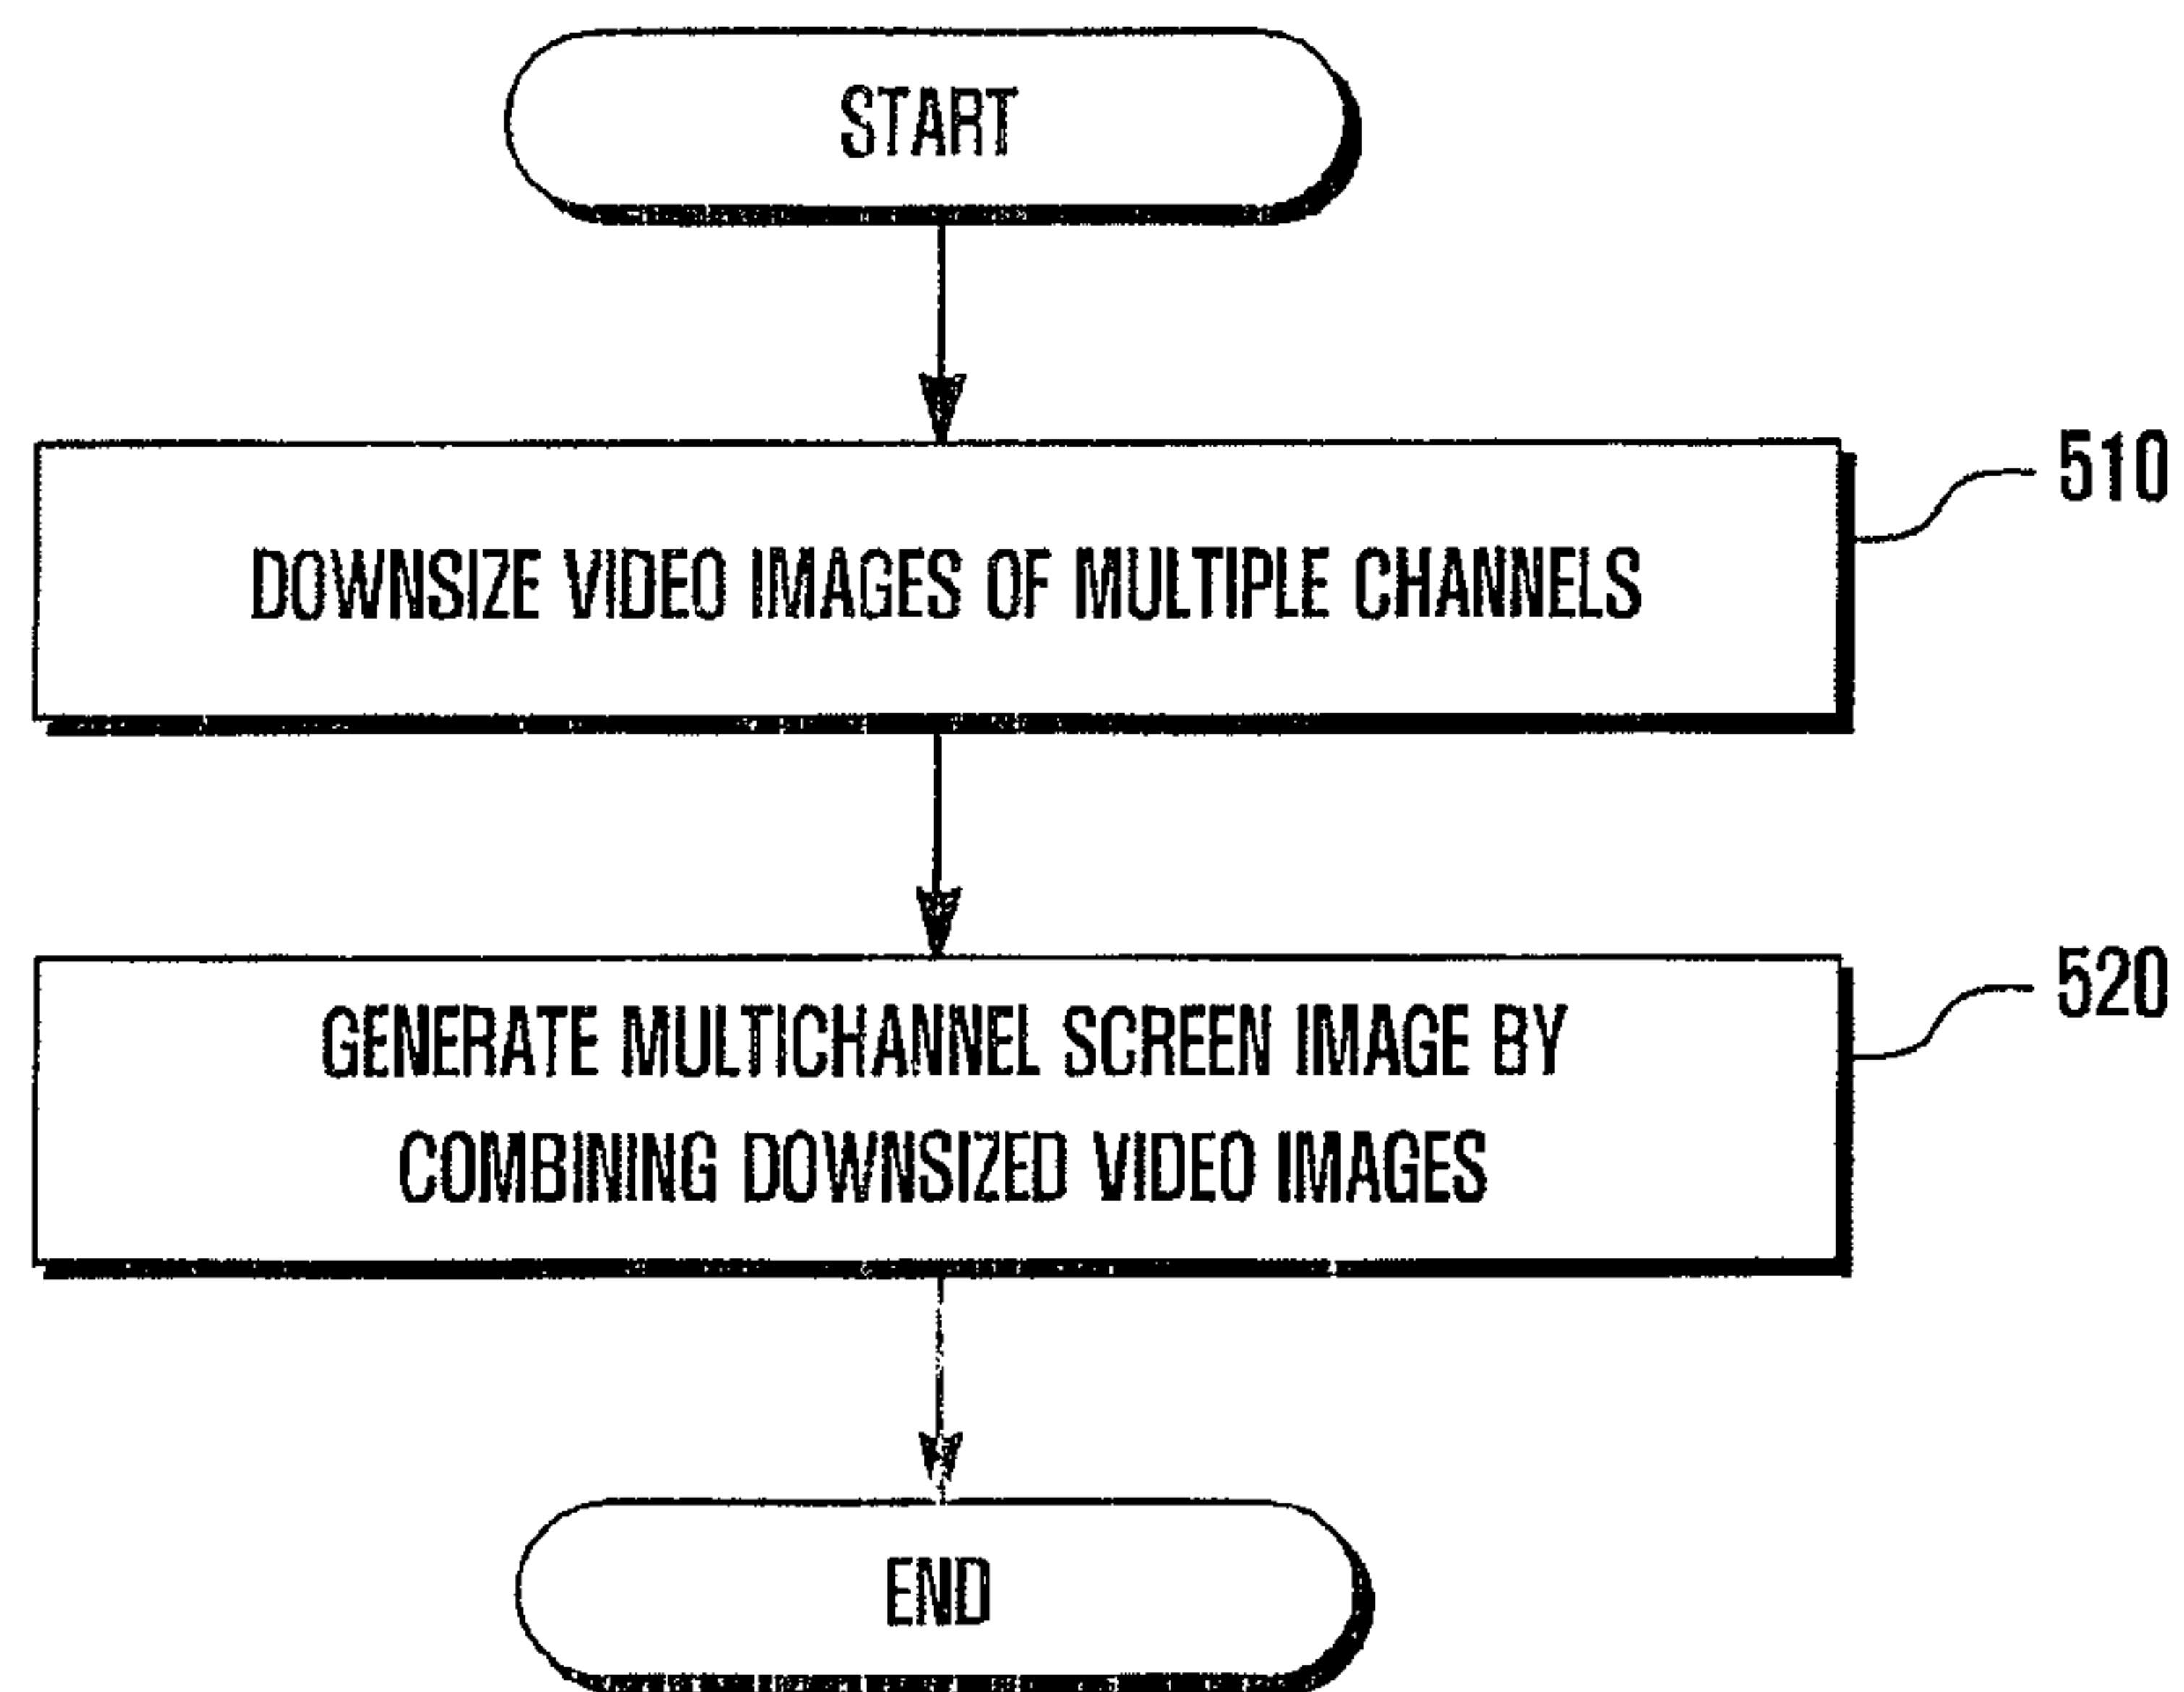 START
510
DOWNSIZE VIDEO IMAGES OF MULTIPLE CHANNELS
520
GENERATE MULTICHANNEL SCREEN IMAGE BY
COMBINING DOWNSIZED VIDEO IMAGES
END